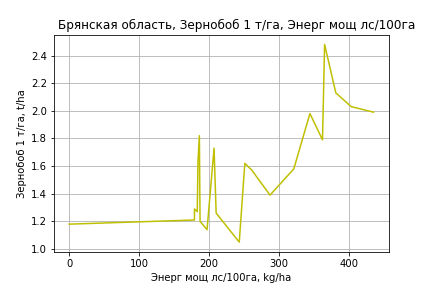 Брянская область, Зернобоб 1 т/га, Энерг мощ лс/100га
2.4
2.2
2.0
1.8
1.6
1.4
1.2
1.0
Зернобоб 1 т/га, t/ha
0 100 200 300 400
Энерг мощ лс/100га, kg/ha